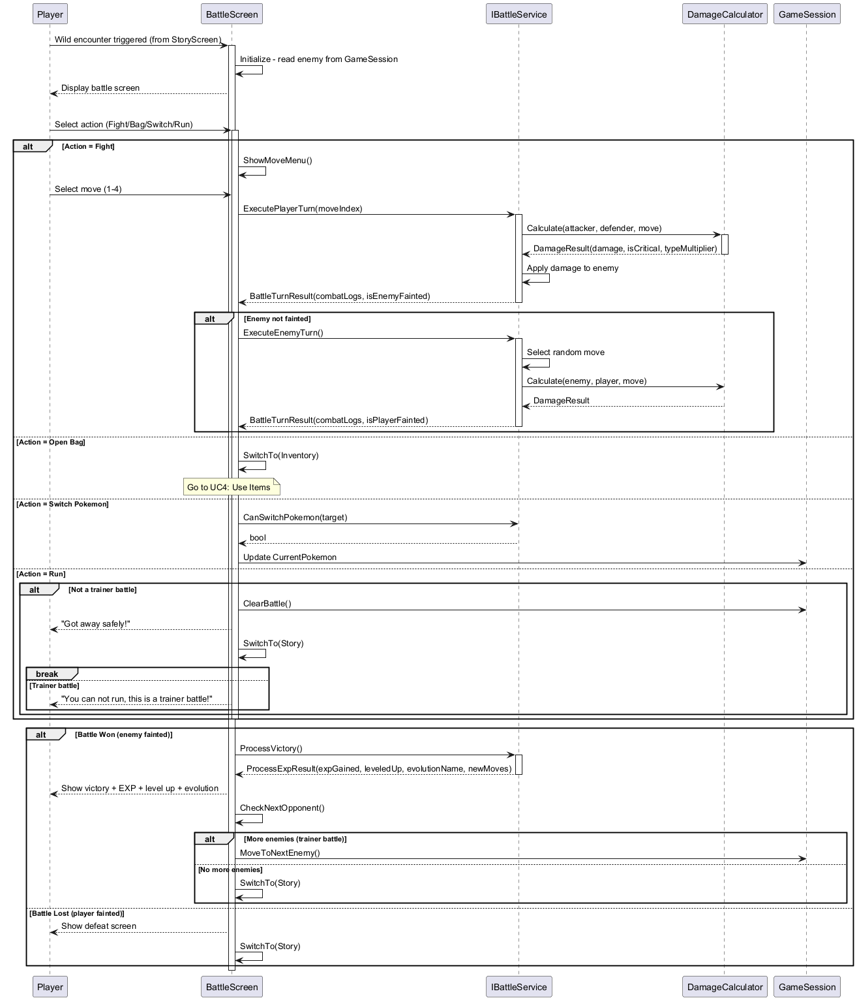 Player
BattleScreen
IBattleService
DamageCalculator
GameSession
Wild encounter triggered (from StoryScreen)
Initialize - read enemy from GameSession
Display battle screen
Select action (Fight/Bag/Switch/Run)
alt
[Action = Fight]
ShowMoveMenu()
Select move (1-4)
ExecutePlayerTurn(moveIndex)
Calculate(attacker, defender, move)
DamageResult(damage, isCritical, typeMultiplier)
Apply damage to enemy
BattleTurnResult(combatLogs, isEnemyFainted)
alt
[Enemy not fainted]
ExecuteEnemyTurn()
Select random move
Calculate(enemy, player, move)
DamageResult
BattleTurnResult(combatLogs, isPlayerFainted)
[Action = Open Bag]
SwitchTo(Inventory)
Go to UC4: Use Items
[Action = Switch Pokemon]
CanSwitchPokemon(target)
bool
Update CurrentPokemon
[Action = Run]
alt
[Not a trainer battle]
ClearBattle()
"Got away safely!"
SwitchTo(Story)
break
[Trainer battle]
"You can not run, this is a trainer battle!"
alt
[Battle Won (enemy fainted)]
ProcessVictory()
ProcessExpResult(expGained, leveledUp, evolutionName, newMoves)
Show victory + EXP + level up + evolution
CheckNextOpponent()
alt
[More enemies (trainer battle)]
MoveToNextEnemy()
[No more enemies]
SwitchTo(Story)
[Battle Lost (player fainted)]
Show defeat screen
SwitchTo(Story)
Player
BattleScreen
IBattleService
DamageCalculator
GameSession